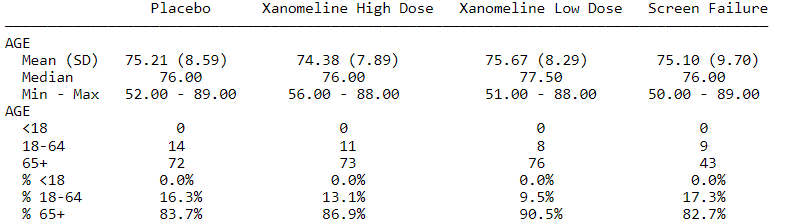 Placebo Xanomeline High Dose Xanomeline Low Dose Screen Failure
AGE
Mean (SD) 75.21 (8.59) 74.38 (7.89) 75.67 (8.29) 75.10 (9.70)
Median 76.00 76.00 77.50 76.00
Min - Max 52.00 - 89.00 56.00 - 88.00 51.00 - 88.00 50.00 - 89.00
AGE
<18 0 0 0 0
18-64 14 11 8 9
65+ 72 73 76 43
% <18 0.0% 0.0% 0.0% 0.0%
% 18-64 16.3% 13.1% 9.5% 17.3%
% 65+ 83.7% 86.9% 90.5% 82.7%